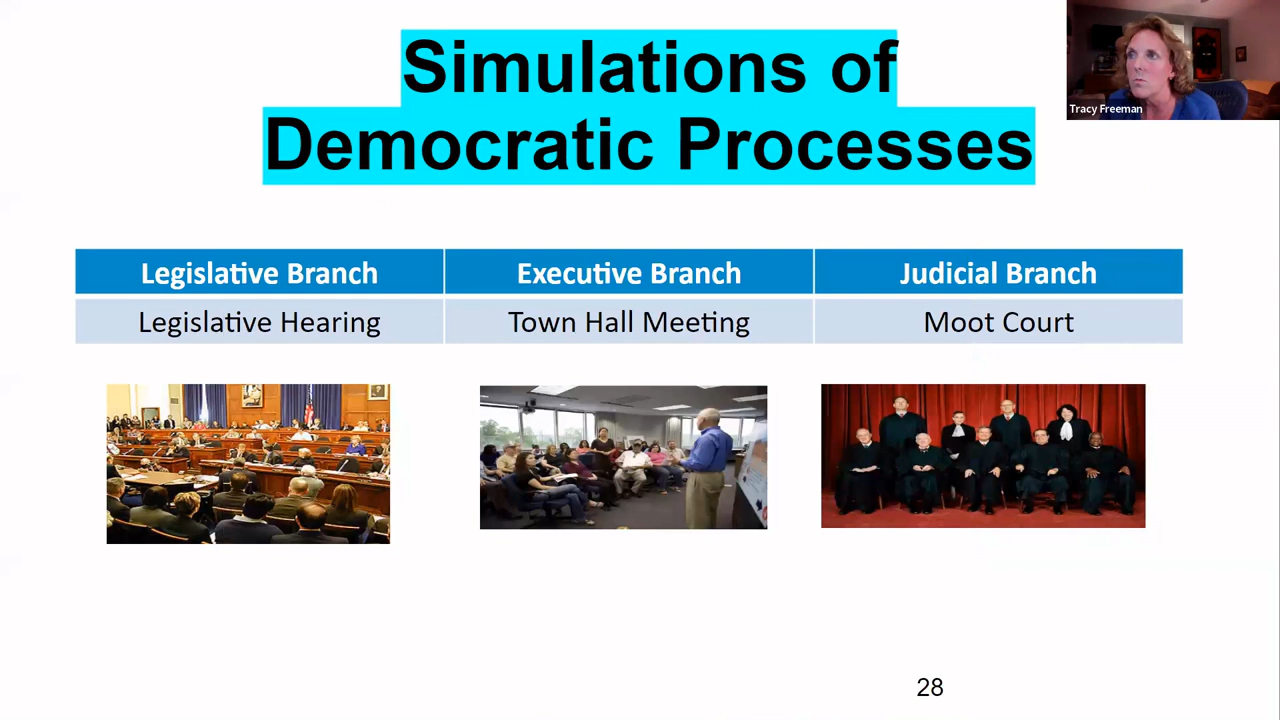 Simulations of
Democratic Processes
Tracy Freeman
Legislative Branch
Executive Branch
Judicial Branch
Legislative Hearing
Town Hall Meeting
Moot Court
28